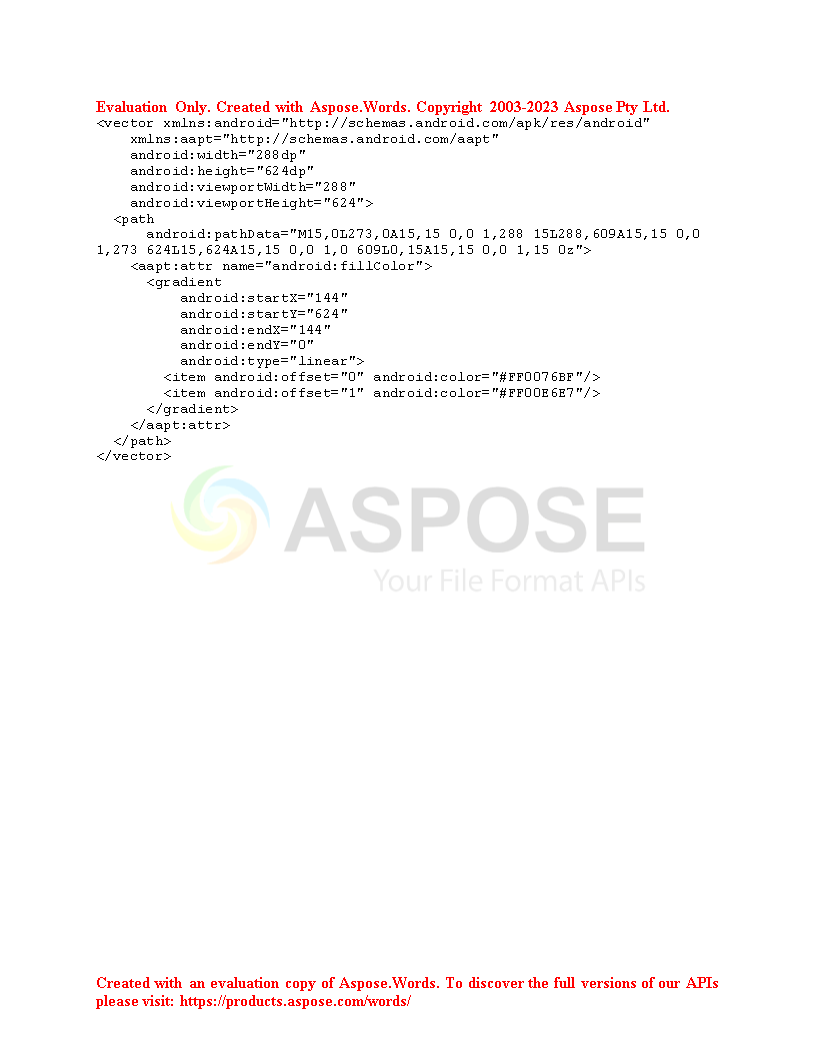 Evaluation Only. Created with Aspose.Words. Copyright 2003-2023 Aspose Pty Ltd.
<vector xmlns:android="http://schemas.android.com/apk/res/android"
    xmlns:aapt="http://schemas.android.com/aapt"
    android:width="288dp"
    android:height="624dp"
    android:viewportWidth="288"
    android:viewportHeight="624">
  <path
      android:pathData="M15,0L273,0A15,15 0,0 1,288 15L288,609A15,15 0,0
1,273 624L15,624A15,15 0,0 1,0 609L0,15A15,15 0,0 1,15 0z">
    <aapt:attr name="android:fillColor">
      <gradient
          android:startX="144"
          android:startY="624"
          android:endX="144"
          android:endY="0"
          android:type="linear">
        <item android:offset="0" android:color="#FF0076BF"/>
        <item android:offset="1" android:color="#FF00E6E7"/>
      </gradient>
    </aapt:attr>
  </path>
</vector>
ASPOSE
Your File Format APIs
Created with an evaluation copy of Aspose.Words. To discover the full versions of our APIs
please visit: https://products.aspose.com/words/